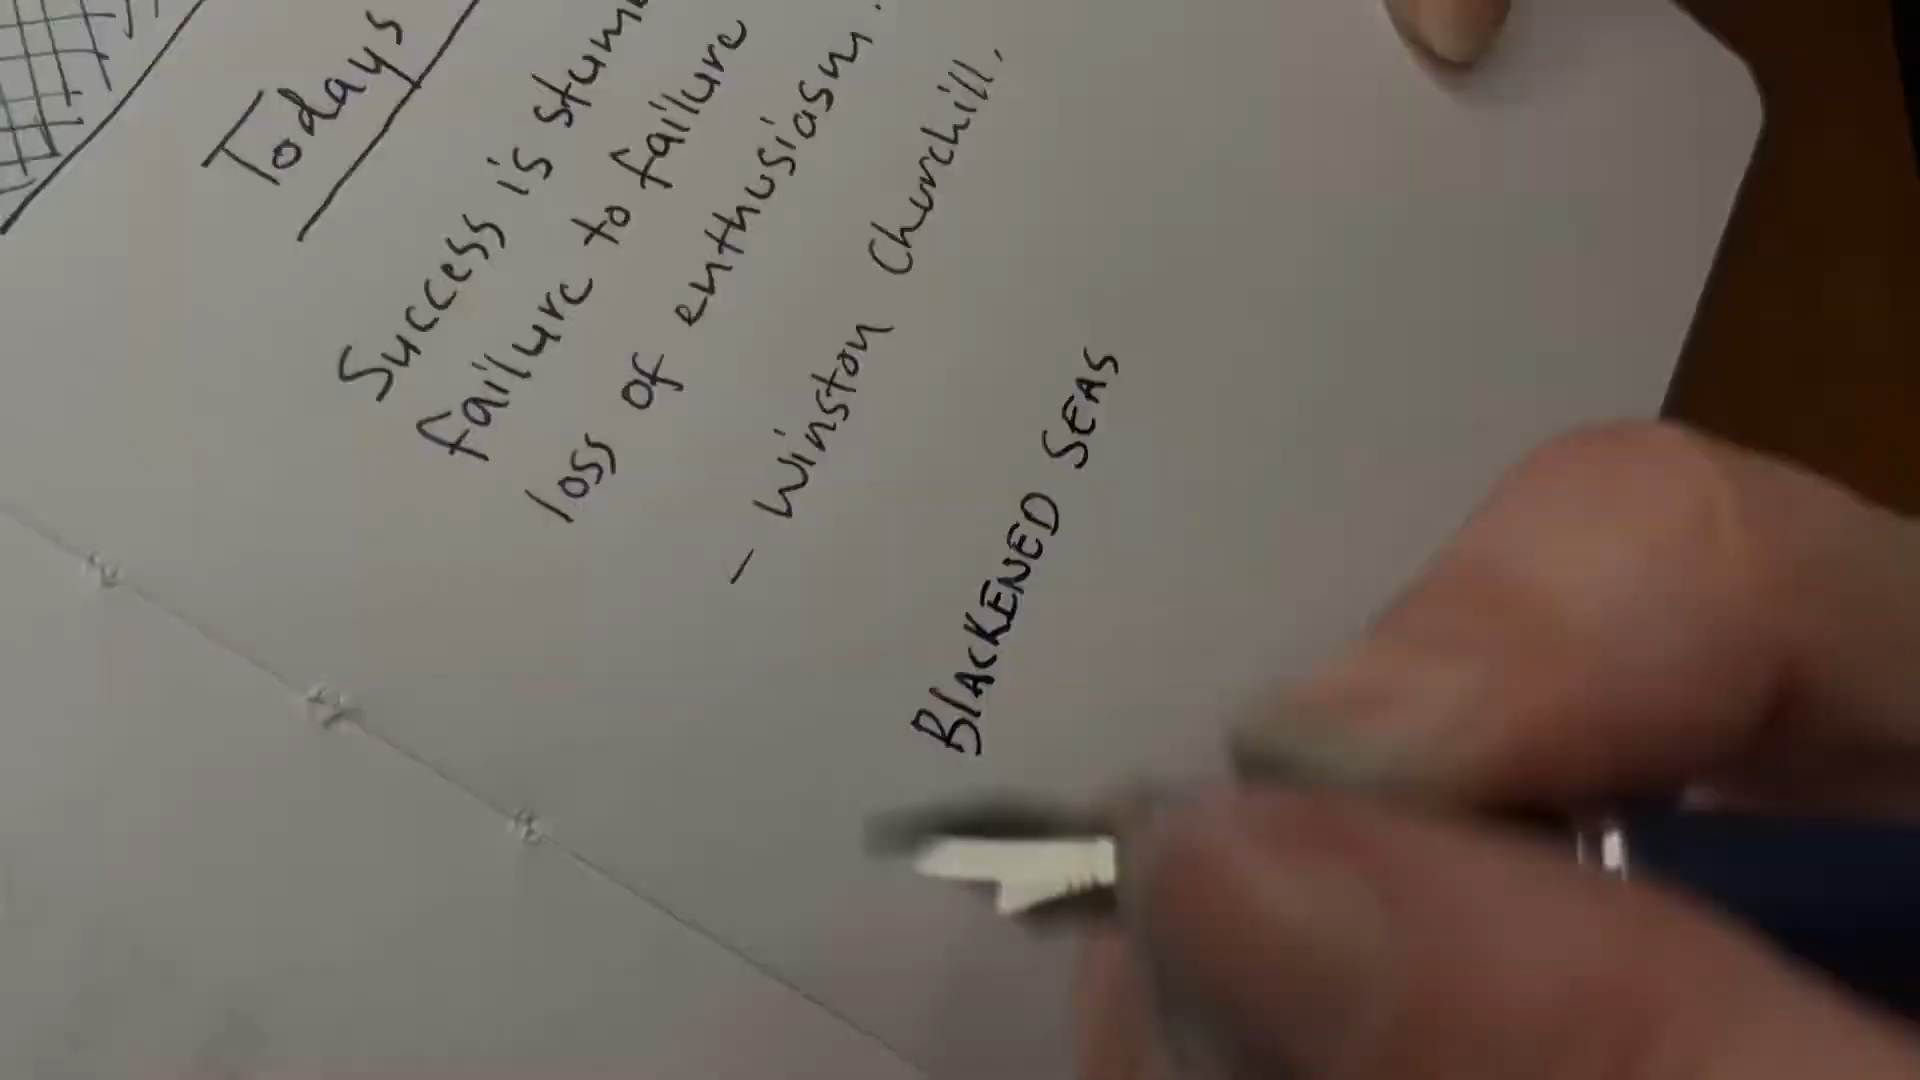 Todays
Success is
failure to failure
loss of enthusiasm.
- Winston Churchill.
BLACKENED SEAS